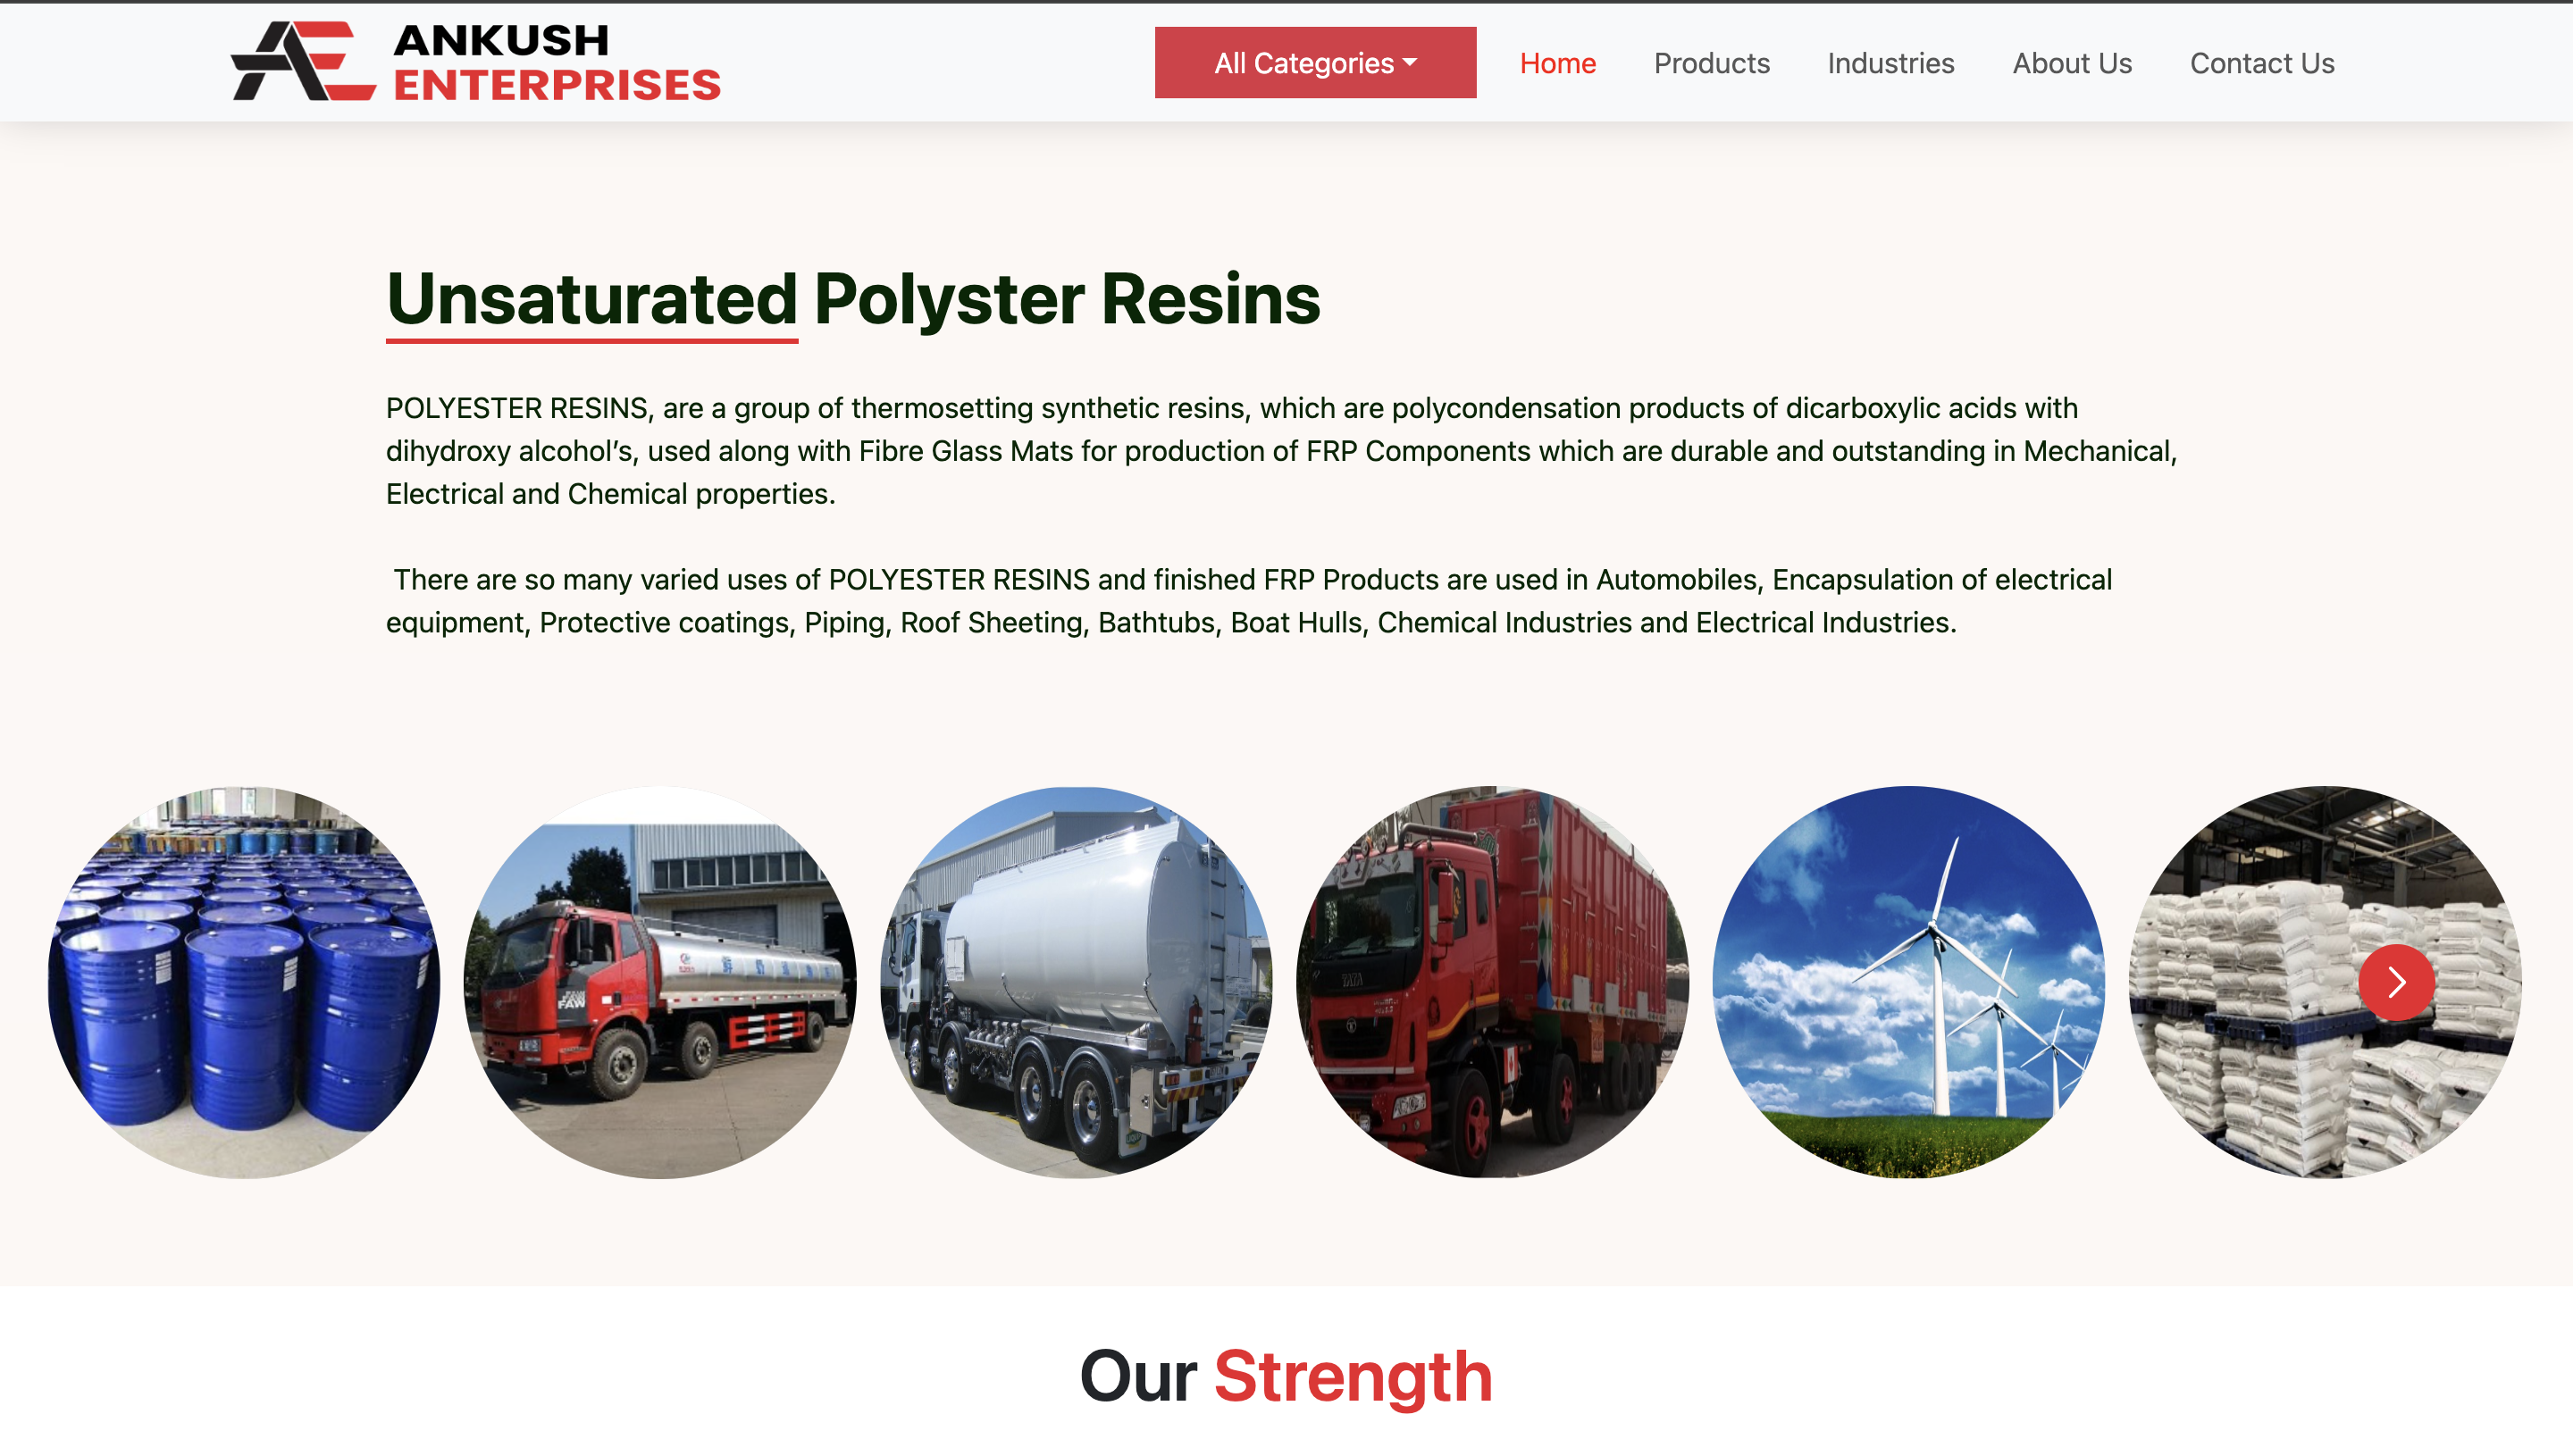 ANKUSH
ENTERPRISES
All Categories
Home
Products
Industries
About Us
Contact Us
Unsaturated Polyster Resins
POLYESTER RESINS, are a group of thermosetting synthetic resins, which are polycondensation products of dicarboxylic acids with
dihydroxy alcohol’s, used along with Fibre Glass Mats for production of FRP Components which are durable and outstanding in Mechanical,
Electrical and Chemical properties.
There are so many varied uses of POLYESTER RESINS and finished FRP Products are used in Automobiles, Encapsulation of electrical
equipment, Protective coatings, Piping, Roof Sheeting, Bathtubs, Boat Hulls, Chemical Industries and Electrical Industries.
FAW
TATA
Our Strength